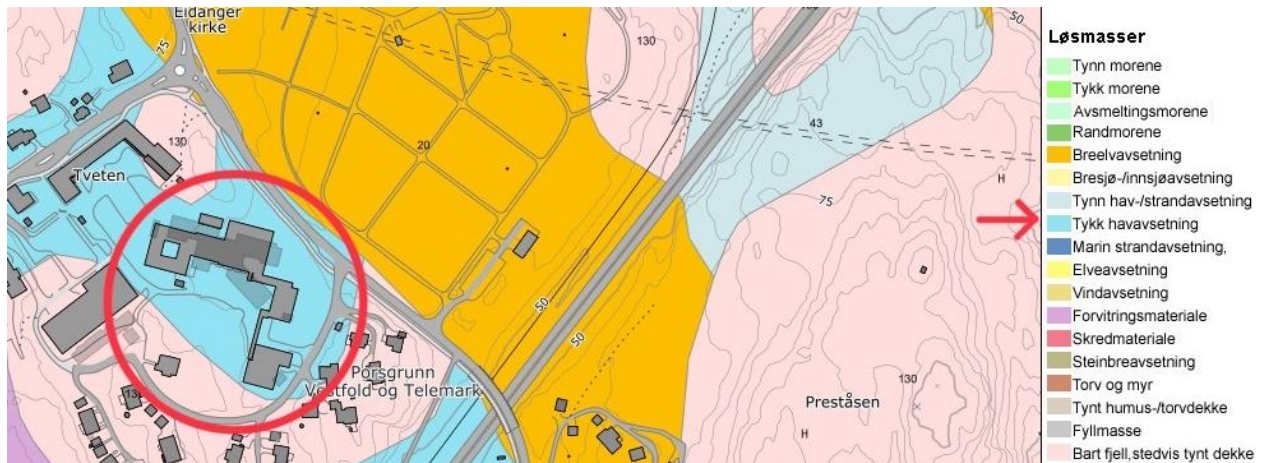 Eidanger
kirke
75
130
130
20
43
50
50
Tveten
75
H
50
50
Porsgrunn
Vestfold og Telemark
Preståsen
130
H
Løsmasser
Tynn morene
Tykk morene
Avsmeltingsmorene
Randmorene
Breelvavsetning
Bresjø-/innsjøavsetning
Tynn hav-/strandavsetning
Tykk havavsetning
Marin strandavsetning,
Elveavsetning
Vindavsetning
Forvitringsmateriale
Skredmateriale
Steinbreavsetning
Torv og myr
Tynt humus-/torvdekke
Fyllmasse
Bart fjell,stedvis tynt dekke